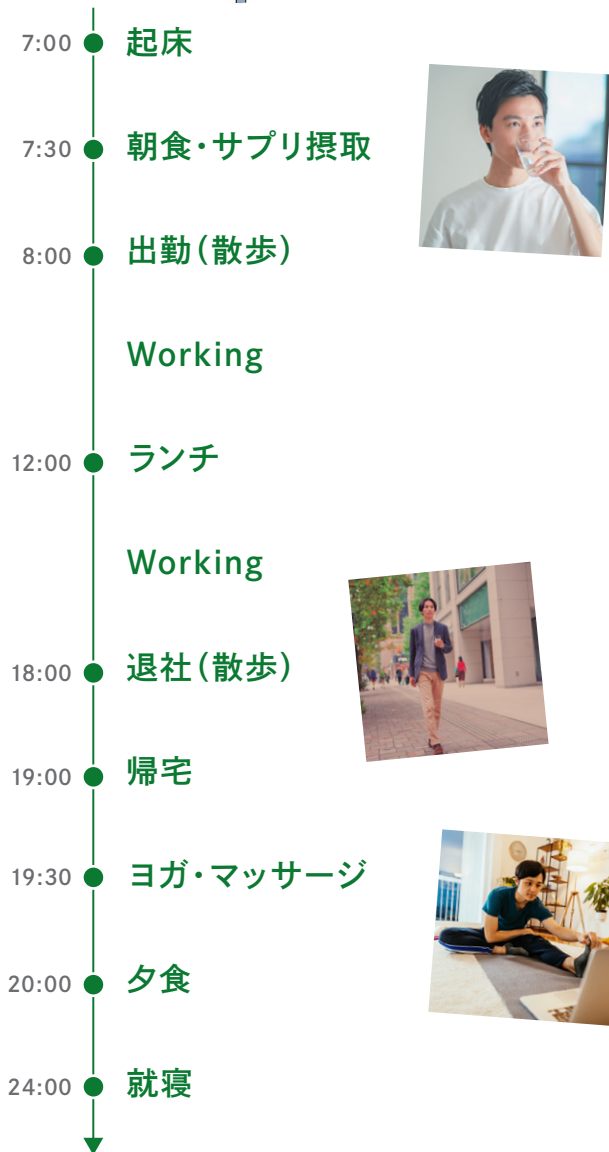 7:00 起床
7:30 朝食・サプリ摂取
8:00 出勤(散歩)
Working
12:00 ランチ
Working
18:00 退社(散歩)
19:00 帰宅
19:30 ヨガ・マッサージ
20:00 夕食
24:00 就寝